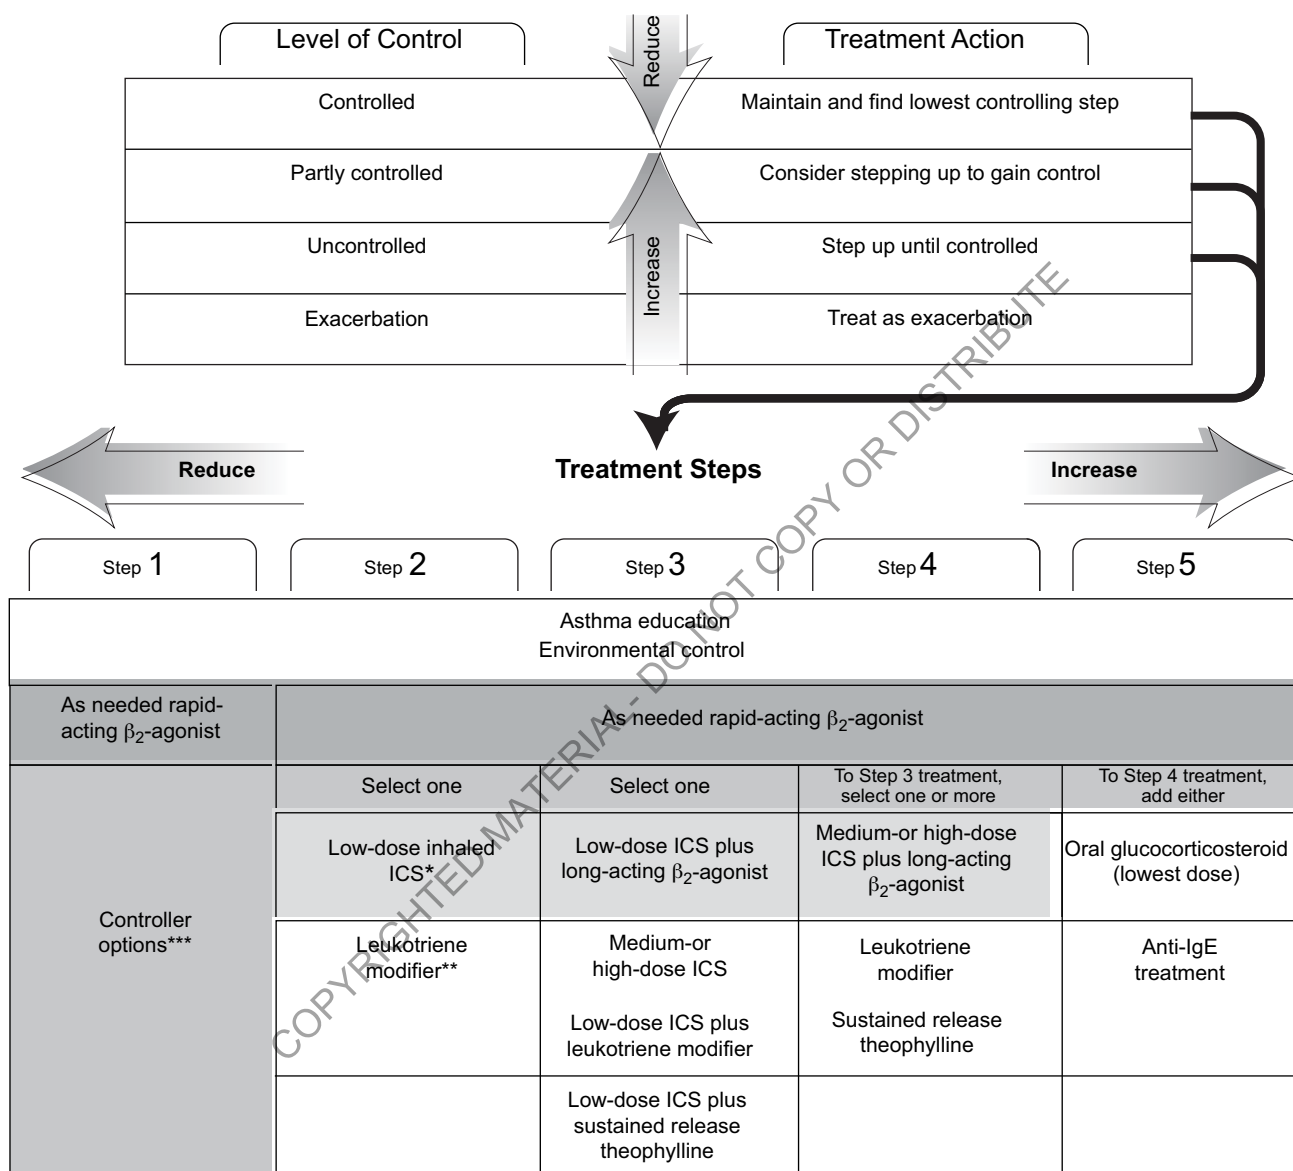 Level of Control
Reduce
Treatment Action
Controlled
Maintain and find lowest controlling step
Partly controlled
Consider stepping up to gain control
Uncontrolled
Increase
Step up until controlled
Exacerbation
Treat as exacerbation
Reduce
Treatment Steps
Increase
Step 1
Step 2
Step 3
Step 4
Step 5
Asthma education
Environmental control
As needed rapid-
acting β₂-agonist
As needed rapid-acting β₂-agonist
Controller
options***
Select one
Low-dose inhaled
ICS*
Leukotriene
modifier**
Select one
Low-dose ICS plus
long-acting β₂-agonist
Medium-or
high-dose ICS
Low-dose ICS plus
leukotriene modifier
Low-dose ICS plus
sustained release
theophylline
To Step 3 treatment,
select one or more
Medium-or high-dose
ICS plus long-acting
β₂-agonist
Leukotriene
modifier
Sustained release
theophylline
To Step 4 treatment,
add either
Oral glucocorticosteroid
(lowest dose)
Anti-IgE
treatment
COPYRIGHTED MATERIAL - DO NOT COPY OR DISTRIBUTE